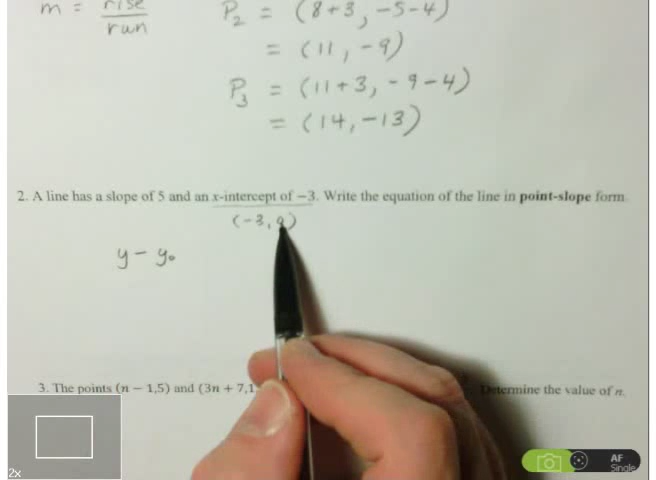 m = rise/run
P₂ = (8+3, -5-4)
= (11, -9)
P₃ = (11+3, -9-4)
= (14, -13)
2. A line has a slope of 5 and an x-intercept of −3. Write the equation of the line in point-slope form.
(-3,
y - y₀
3. The points (n − 1,5) and (3n + 7,1
Determine the value of n.
2x
AF
Single